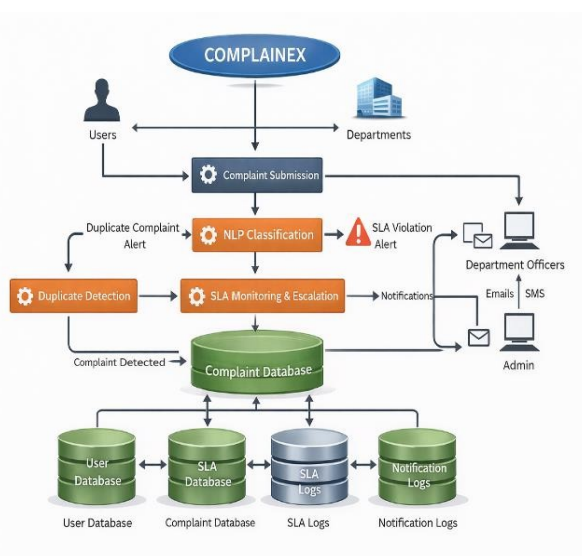 COMPLAINEX
Users
Departments
Complaint Submission
Duplicate Complaint
Alert
NLP Classification
SLA Violation
Alert
Department Officers
Duplicate Detection
SLA Monitoring & Escalation
Notifications
Emails
SMS
Complaint Detected
Complaint Database
Admin
User
Database
SLA
Database
SLA
Logs
Notification
Logs
User Database
Complaint Database
SLA Logs
Notification Logs